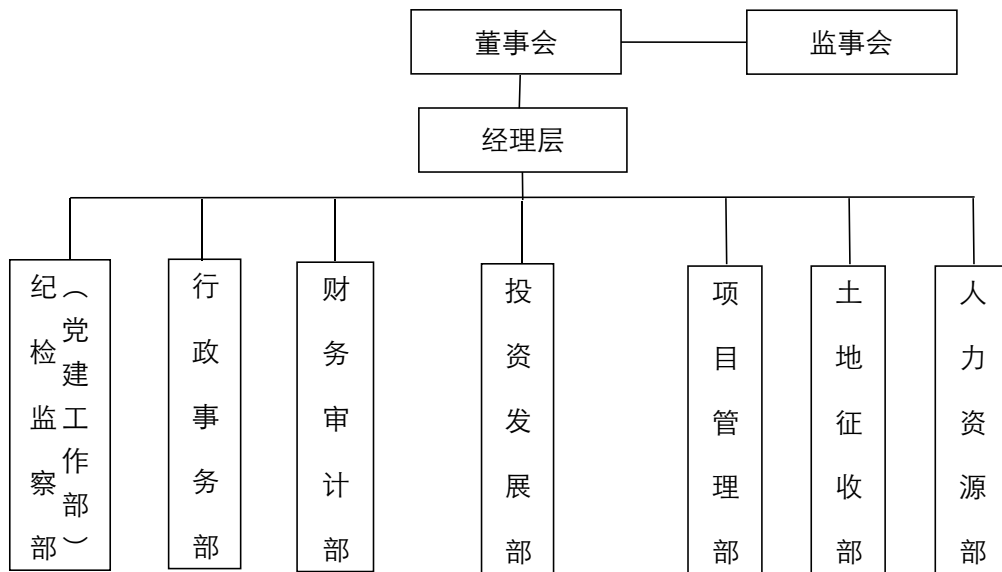 董事会
监事会
经理层
纪检监察部
（党建工作部）
行政事务部
财务审计部
投资发展部
项目管理部
土地征收部
人力资源部